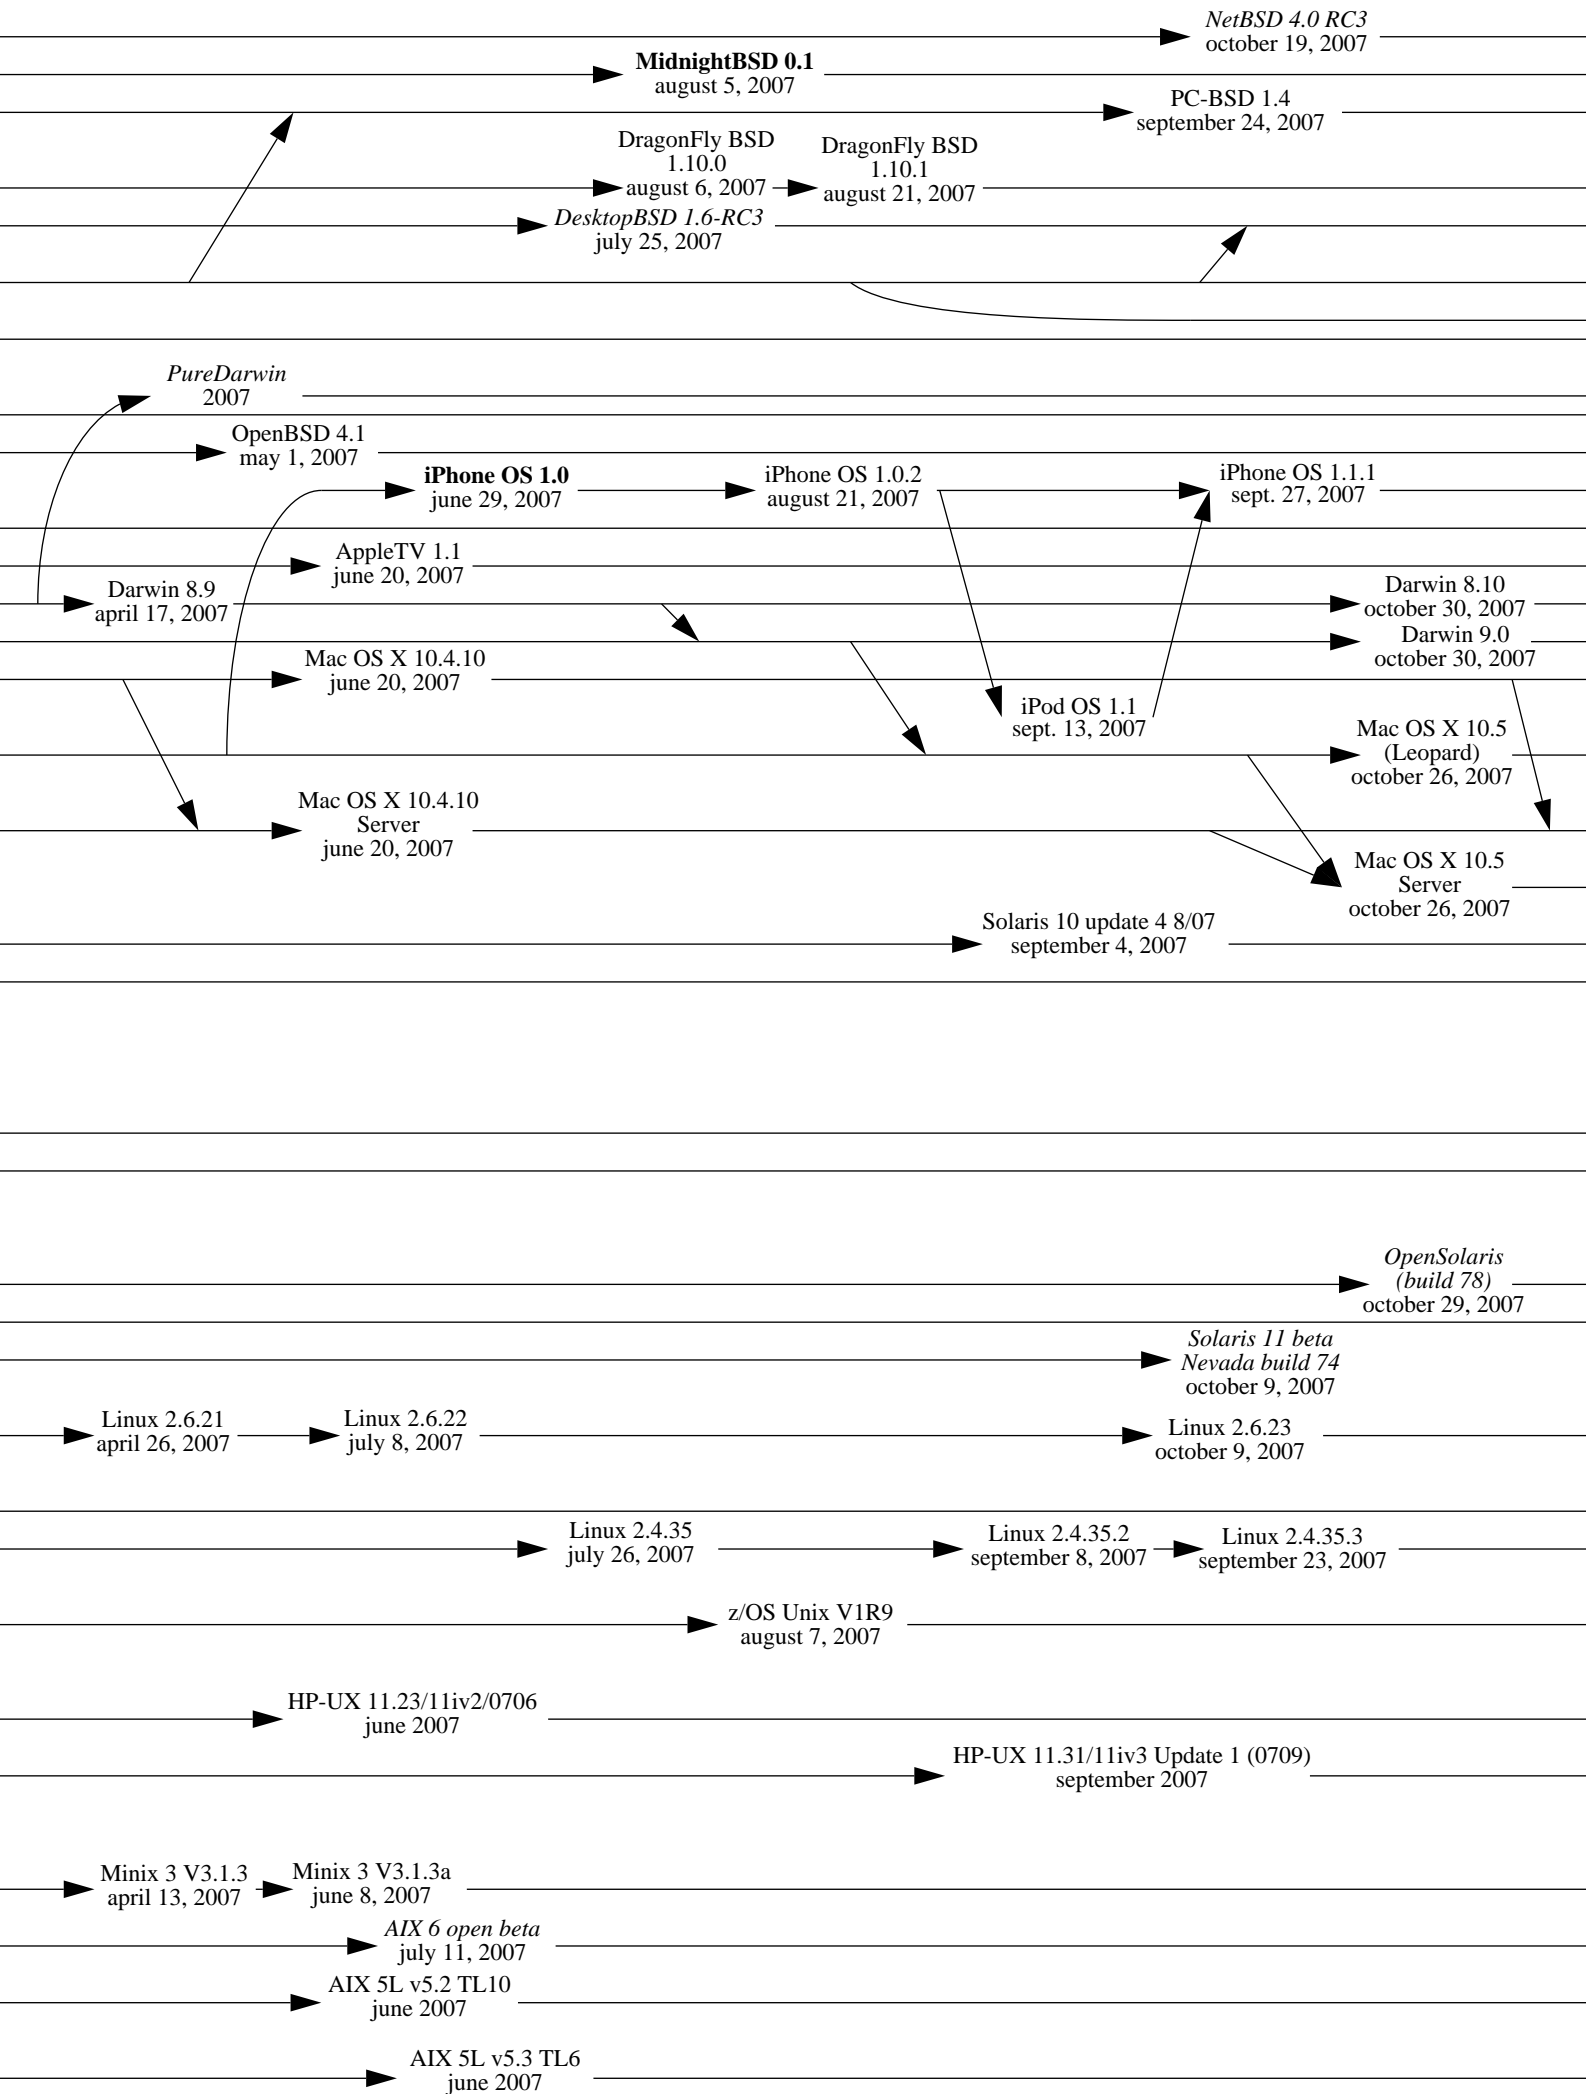 NetBSD 4.0 RC3
october 19, 2007
MidnightBSD 0.1
august 5, 2007
PC-BSD 1.4
september 24, 2007
DragonFly BSD
1.10.0
august 6, 2007
DragonFly BSD
1.10.1
august 21, 2007
DesktopBSD 1.6-RC3
july 25, 2007
PureDarwin
2007
OpenBSD 4.1
may 1, 2007
iPhone OS 1.0
june 29, 2007
iPhone OS 1.0.2
august 21, 2007
iPhone OS 1.1.1
sept. 27, 2007
AppleTV 1.1
june 20, 2007
Darwin 8.9
april 17, 2007
Darwin 8.10
october 30, 2007
Darwin 9.0
october 30, 2007
Mac OS X 10.4.10
june 20, 2007
iPod OS 1.1
sept. 13, 2007
Mac OS X 10.5
(Leopard)
october 26, 2007
Mac OS X 10.4.10
Server
june 20, 2007
Mac OS X 10.5
Server
october 26, 2007
Solaris 10 update 4 8/07
september 4, 2007
OpenSolaris
(build 78)
october 29, 2007
Solaris 11 beta
Nevada build 74
october 9, 2007
Linux 2.6.21
april 26, 2007
Linux 2.6.22
july 8, 2007
Linux 2.6.23
october 9, 2007
Linux 2.4.35
july 26, 2007
Linux 2.4.35.2
september 8, 2007
Linux 2.4.35.3
september 23, 2007
z/OS Unix V1R9
august 7, 2007
HP-UX 11.23/11iv2/0706
june 2007
HP-UX 11.31/11iv3 Update 1 (0709)
september 2007
Minix 3 V3.1.3
april 13, 2007
Minix 3 V3.1.3a
june 8, 2007
AIX 6 open beta
july 11, 2007
AIX 5L v5.2 TL10
june 2007
AIX 5L v5.3 TL6
june 2007